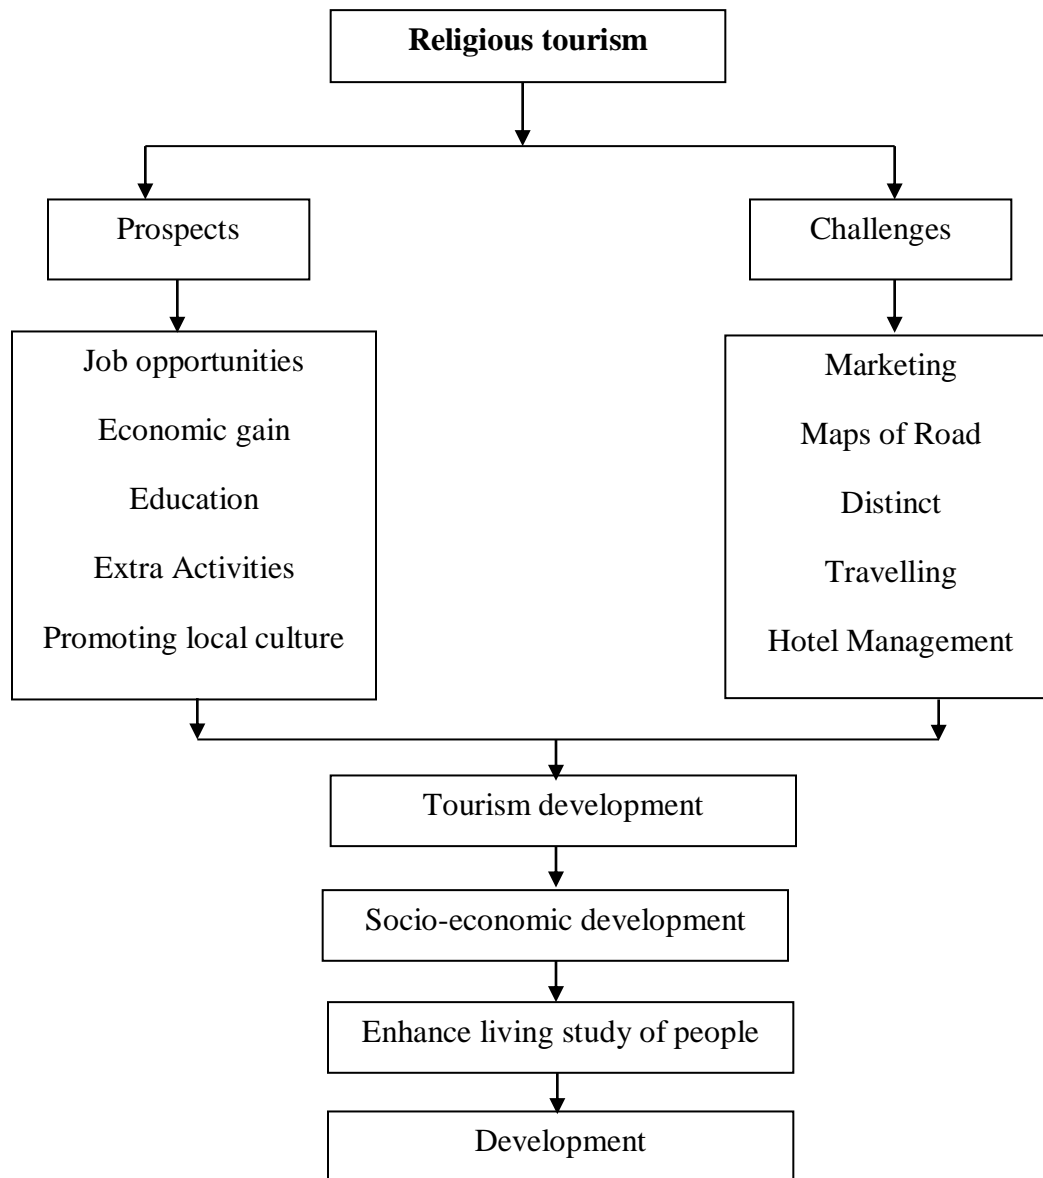 Religious tourism
Prospects
Challenges
Job opportunities
Economic gain
Education
Extra Activities
Promoting local culture
Marketing
Maps of Road
Distinct
Travelling
Hotel Management
Tourism development
Socio-economic development
Enhance living study of people
Development